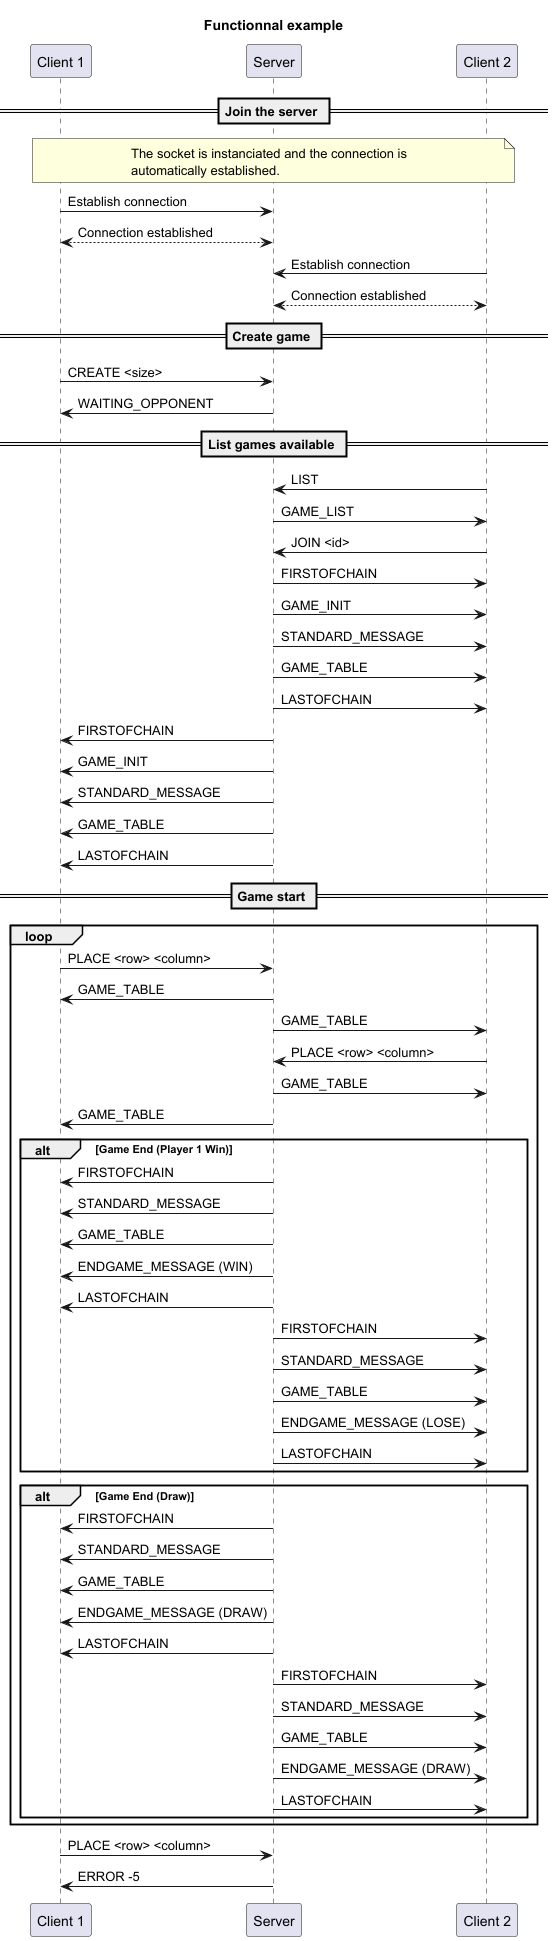 Functionnal example
Client 1
Server
Client 2
Join the server
The socket is instanciated and the connection is
automatically established.
Establish connection
Connection established
Establish connection
Connection established
Create game
CREATE <size>
WAITING_OPPONENT
List games available
LIST
GAME_LIST
JOIN <id>
FIRSTOFCHAIN
GAME_INIT
STANDARD_MESSAGE
GAME_TABLE
LASTOFCHAIN
FIRSTOFCHAIN
GAME_INIT
STANDARD_MESSAGE
GAME_TABLE
LASTOFCHAIN
Game start
loop
PLACE <row> <column>
GAME_TABLE
GAME_TABLE
PLACE <row> <column>
GAME_TABLE
GAME_TABLE
alt [Game End (Player 1 Win)]
FIRSTOFCHAIN
STANDARD_MESSAGE
GAME_TABLE
ENDGAME_MESSAGE (WIN)
LASTOFCHAIN
FIRSTOFCHAIN
STANDARD_MESSAGE
GAME_TABLE
ENDGAME_MESSAGE (LOSE)
LASTOFCHAIN
alt [Game End (Draw)]
FIRSTOFCHAIN
STANDARD_MESSAGE
GAME_TABLE
ENDGAME_MESSAGE (DRAW)
LASTOFCHAIN
FIRSTOFCHAIN
STANDARD_MESSAGE
GAME_TABLE
ENDGAME_MESSAGE (DRAW)
LASTOFCHAIN
PLACE <row> <column>
ERROR -5
Client 1
Server
Client 2